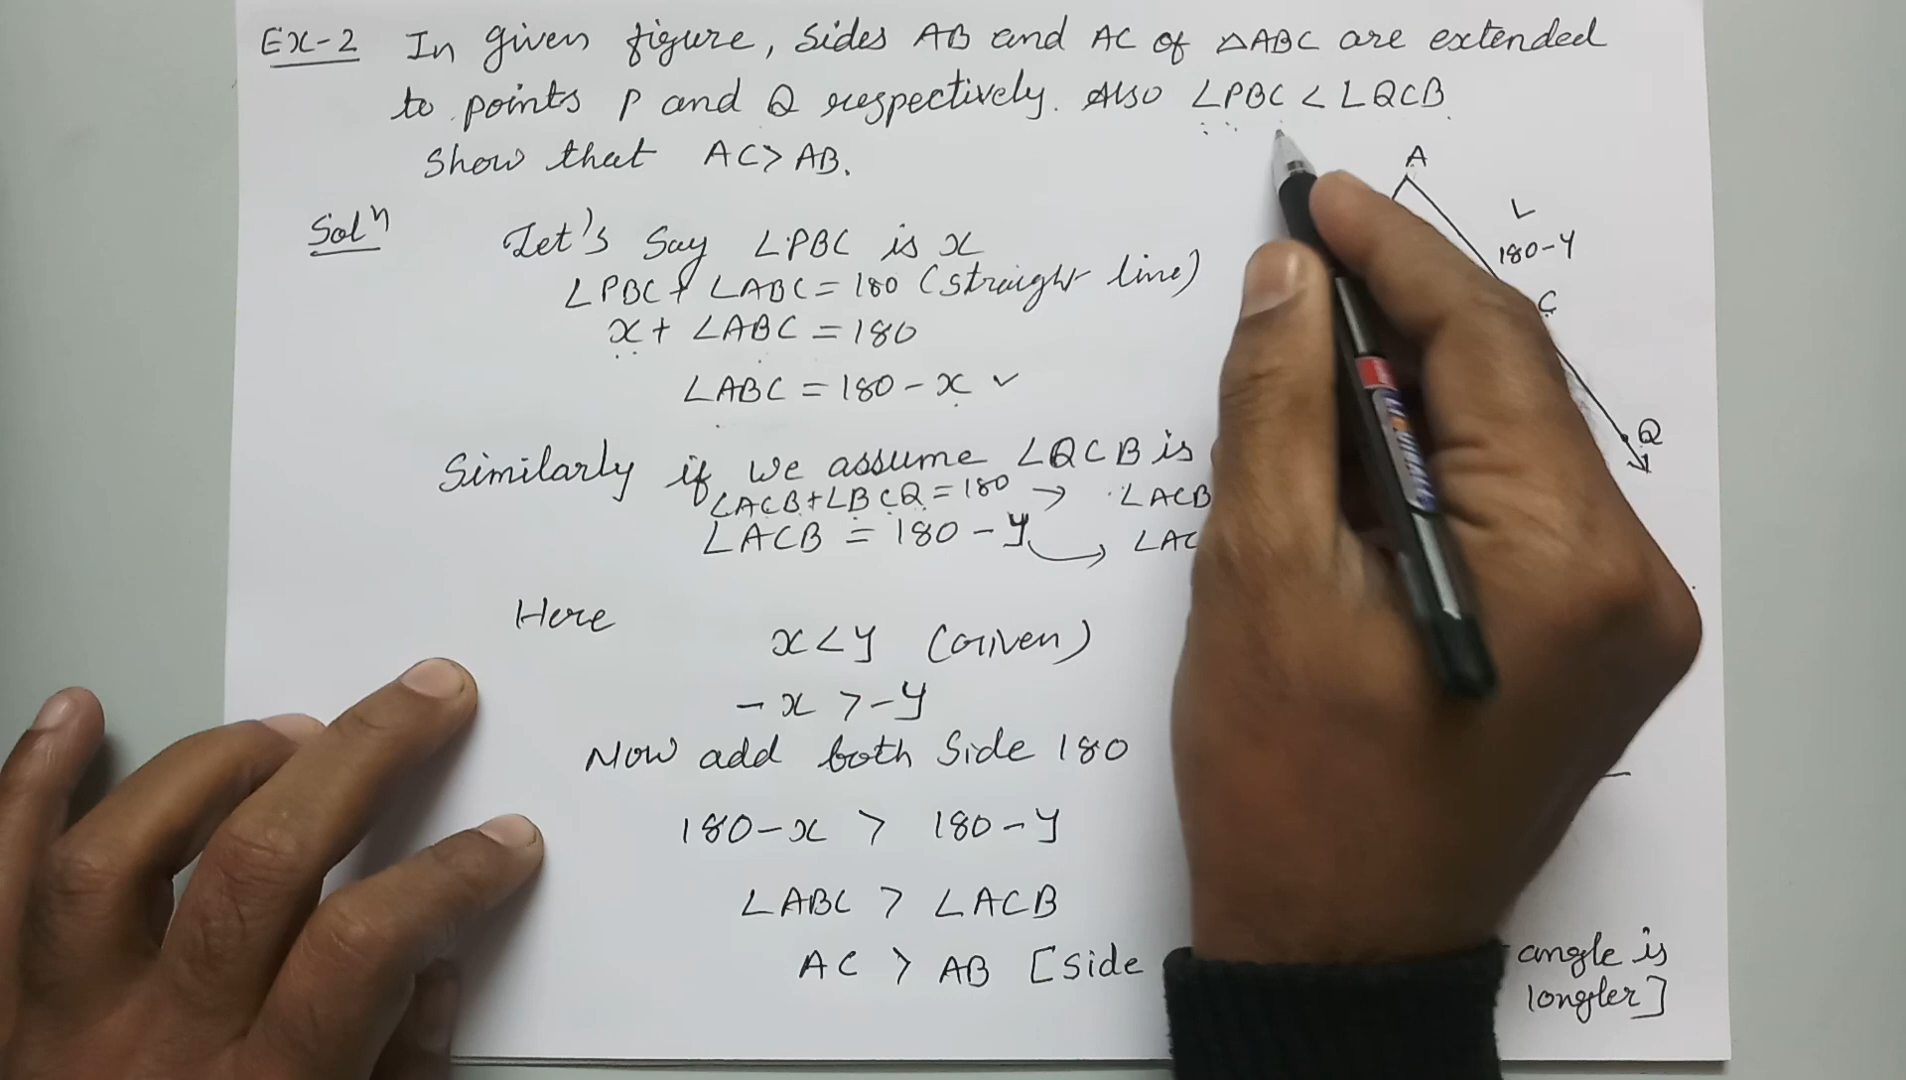 Ex-2 In given figure, sides AB and AC of △ABC are extended
to points P and Q respectively. Also ∠PBC < ∠QCB
Show that AC > AB.
A
L
180-y
C
Q
Solⁿ
Let's Say ∠PBC is x
∠PBC + ∠ABC = 180 (straight line)
x + ∠ABC = 180
∠ABC = 180 - x ✓
Similarly if we assume ∠QCB is
∠ACB + ∠BCQ = 180 → ∠ACB
∠ACB = 180 - y → ∠AC
Here
x < y (Given)
-x > -y
Now add both Side 180
180-x > 180-y
∠ABC > ∠ACB
AC > AB [Side angle is
longer]